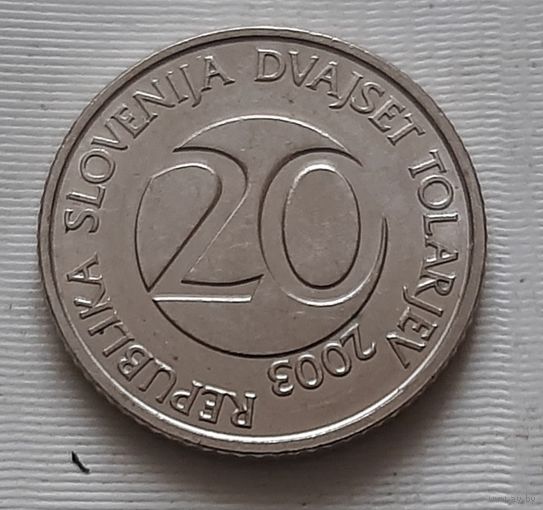 REPUBLIKA SLOVENIJA DVAJSET TOLARJEV 2003
20